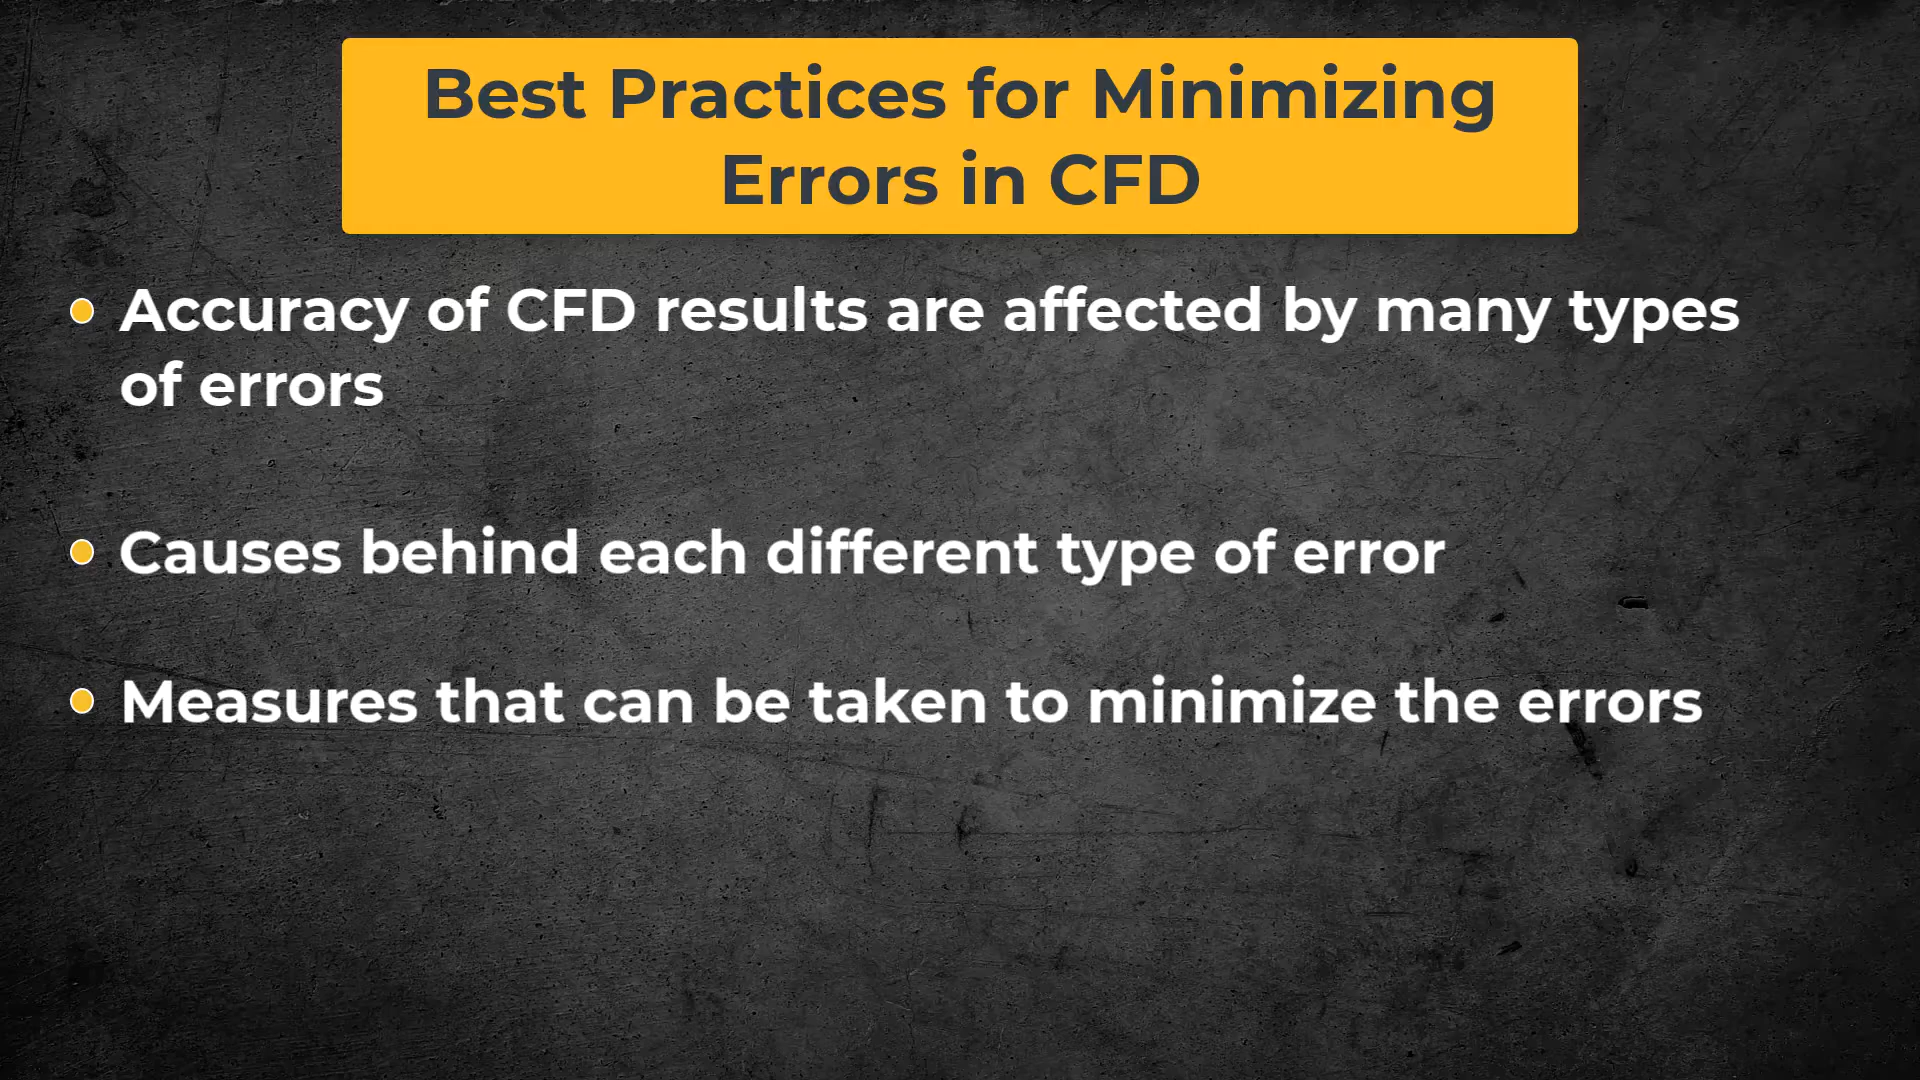 Best Practices for Minimizing
Errors in CFD
Accuracy of CFD results are affected by many types
of errors
Causes behind each different type of error
Measures that can be taken to minimize the errors